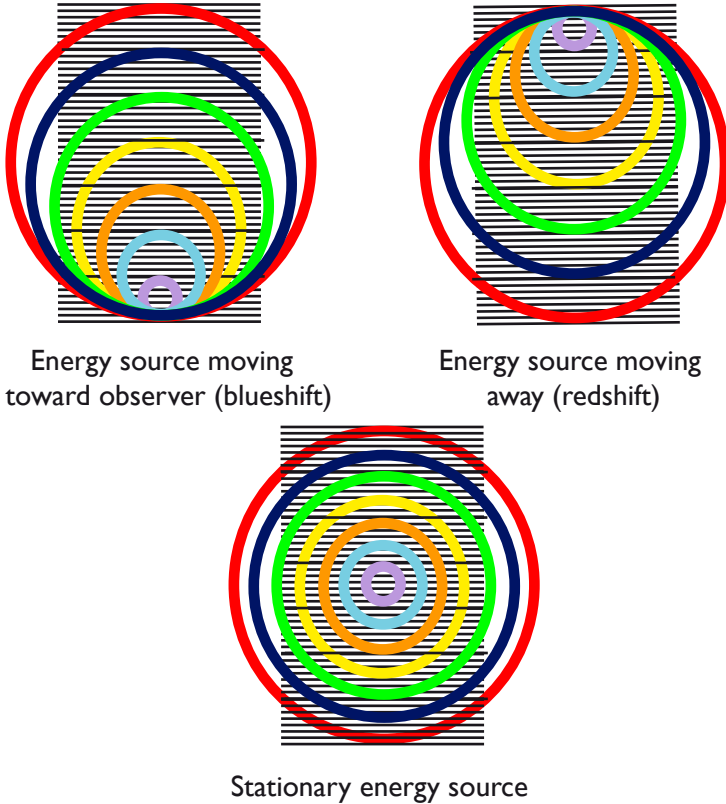 Energy source moving
toward observer (blueshift)
Energy source moving
away (redshift)
Stationary energy source